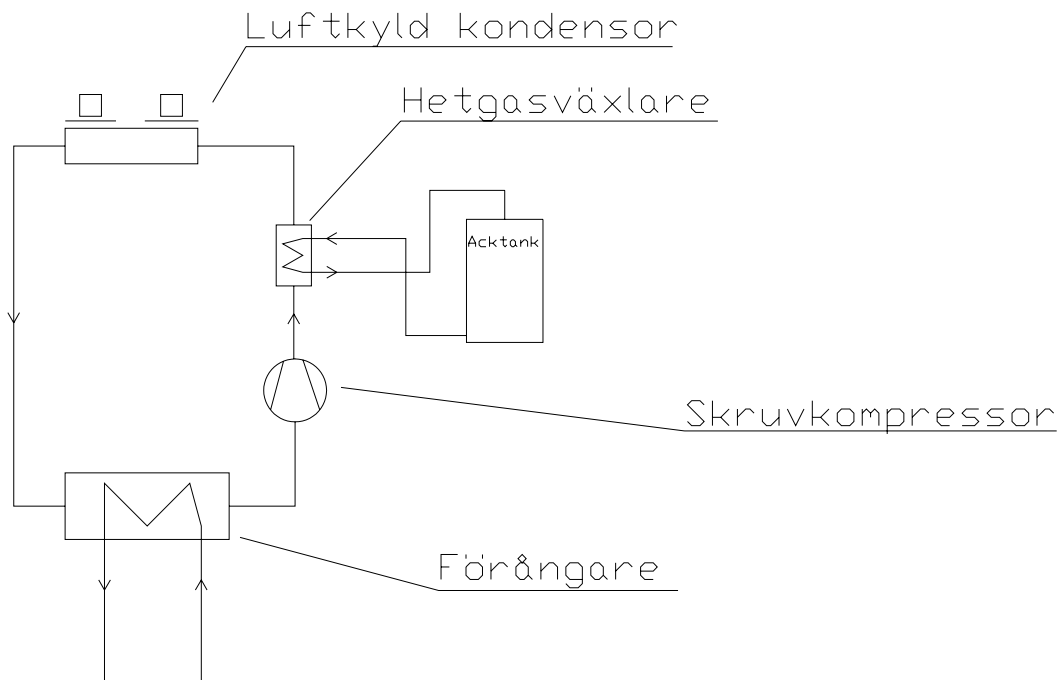 Luftkyld kondensor
Hetgasväxlare
Acktank
Skruvkompressor
Förångare